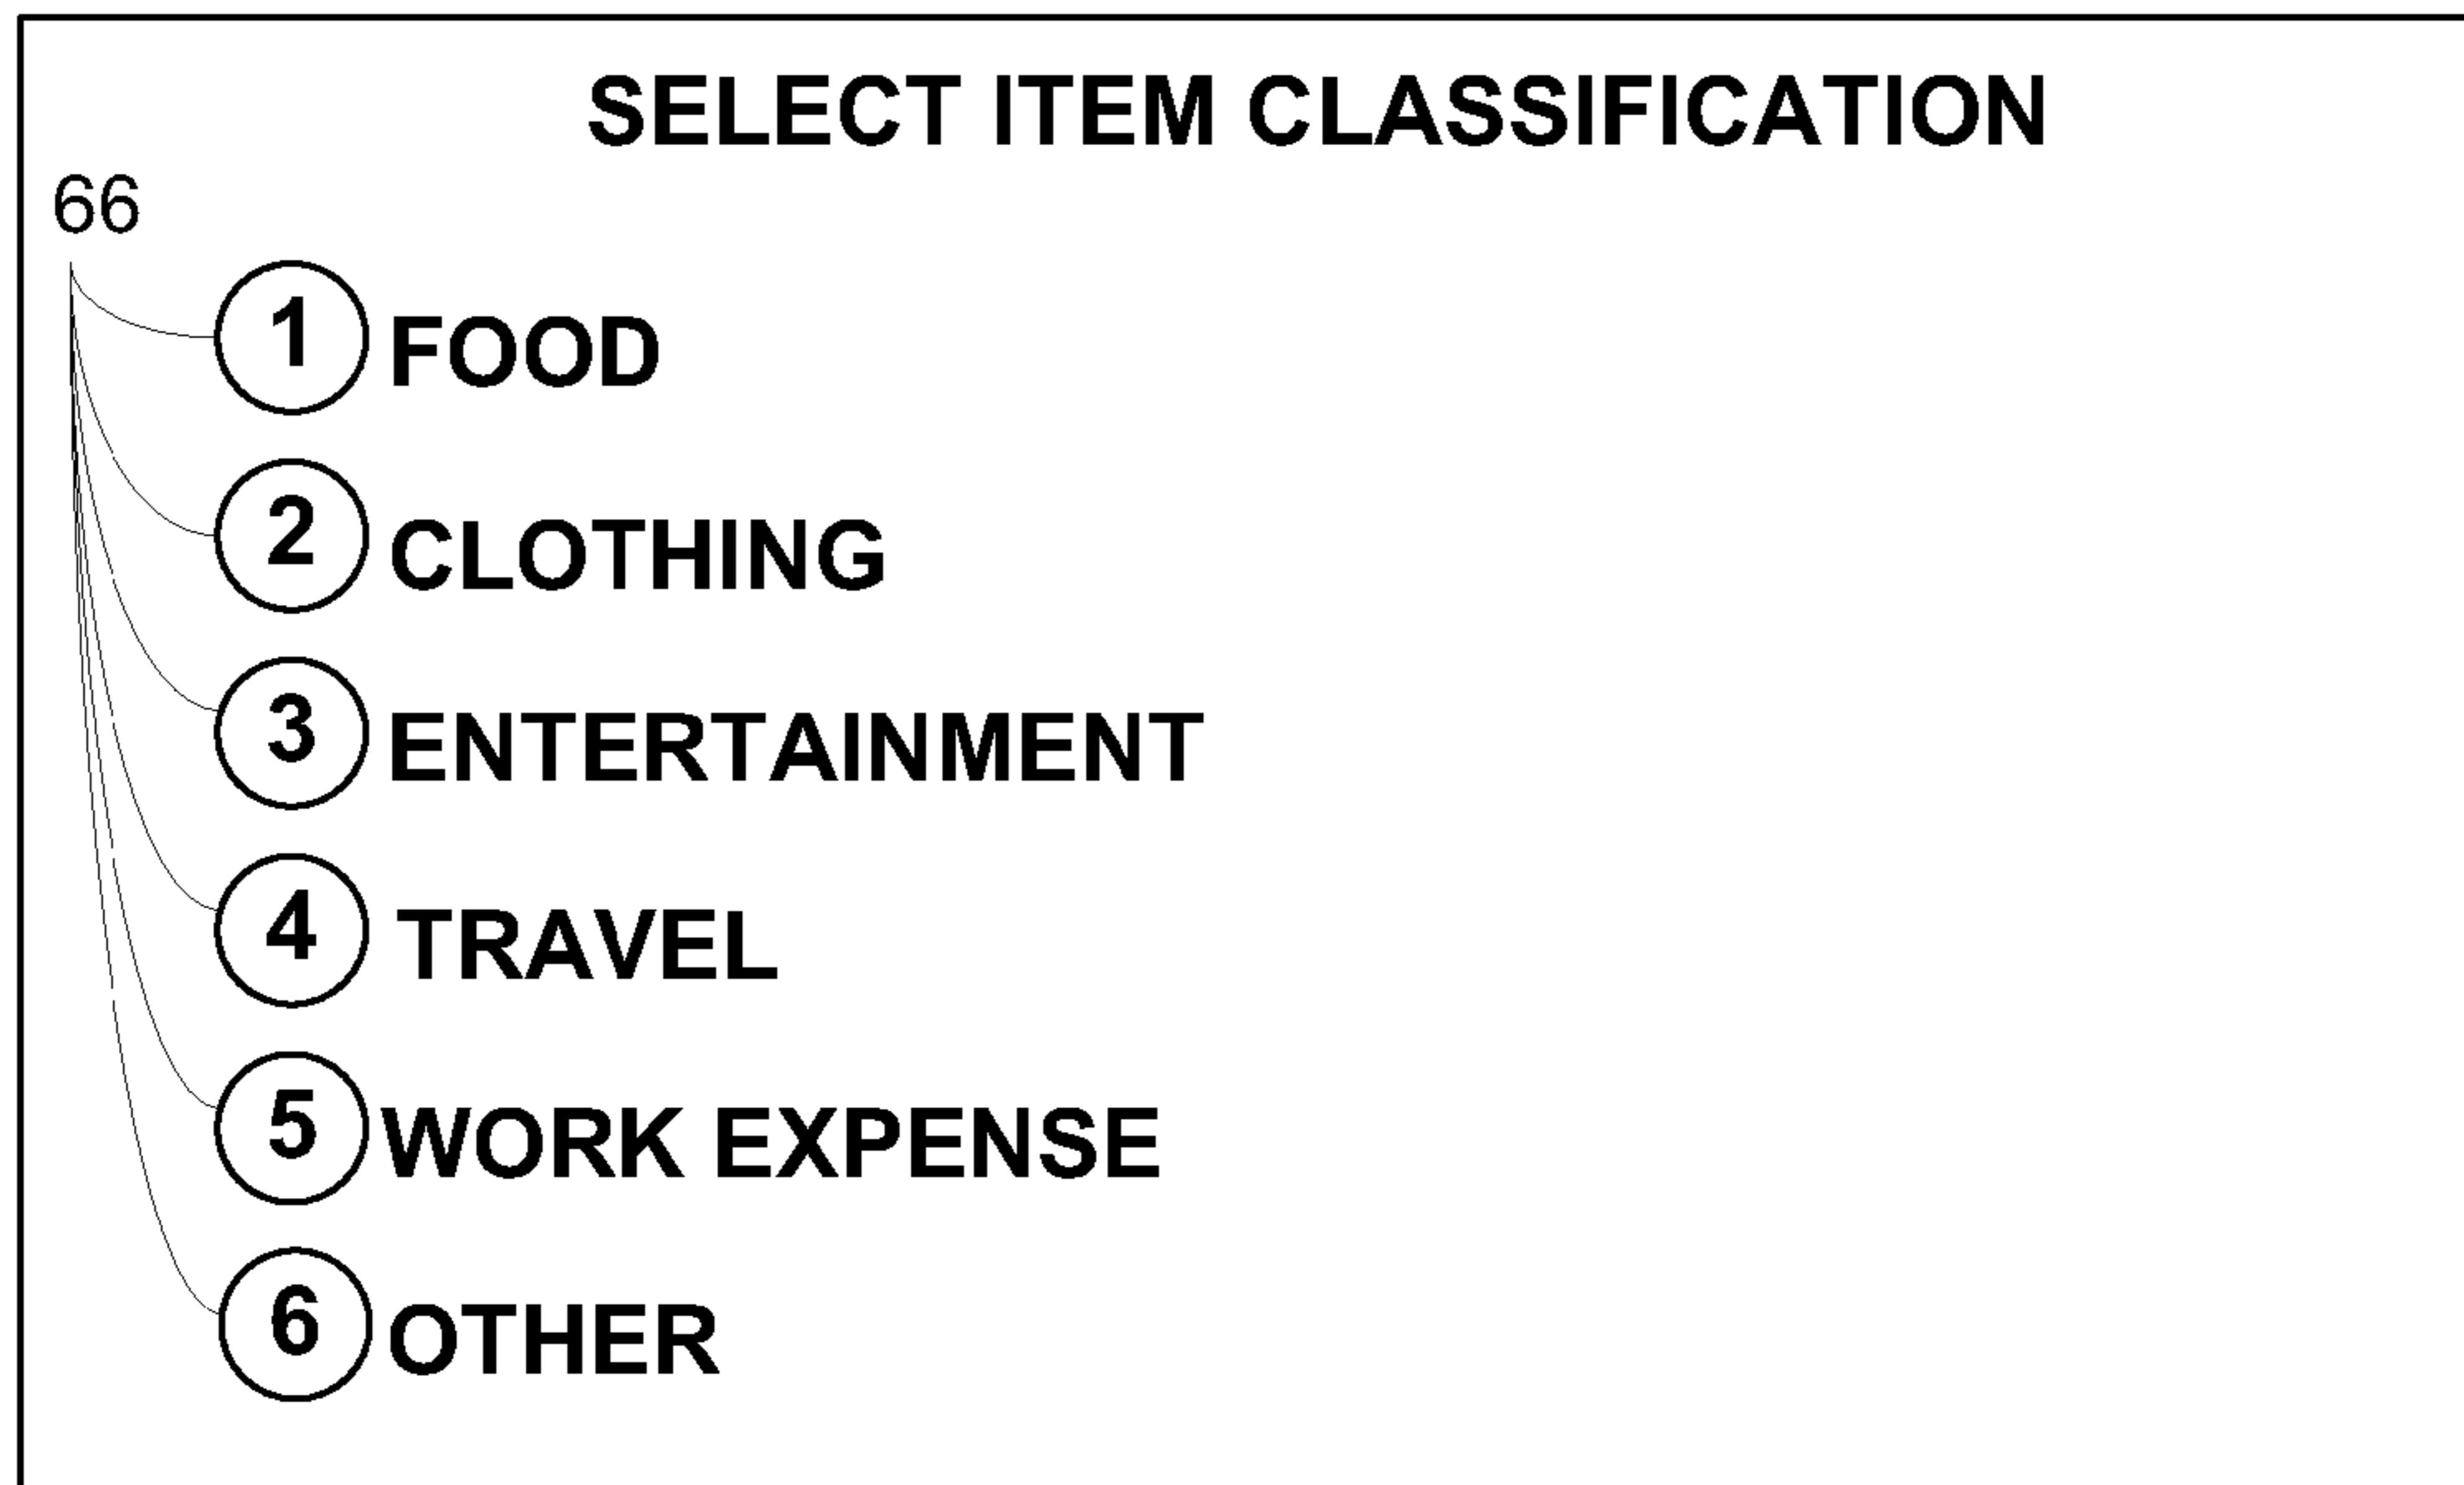 SELECT ITEM CLASSIFICATION
66
1 FOOD
2 CLOTHING
3 ENTERTAINMENT
4 TRAVEL
5 WORK EXPENSE
6 OTHER